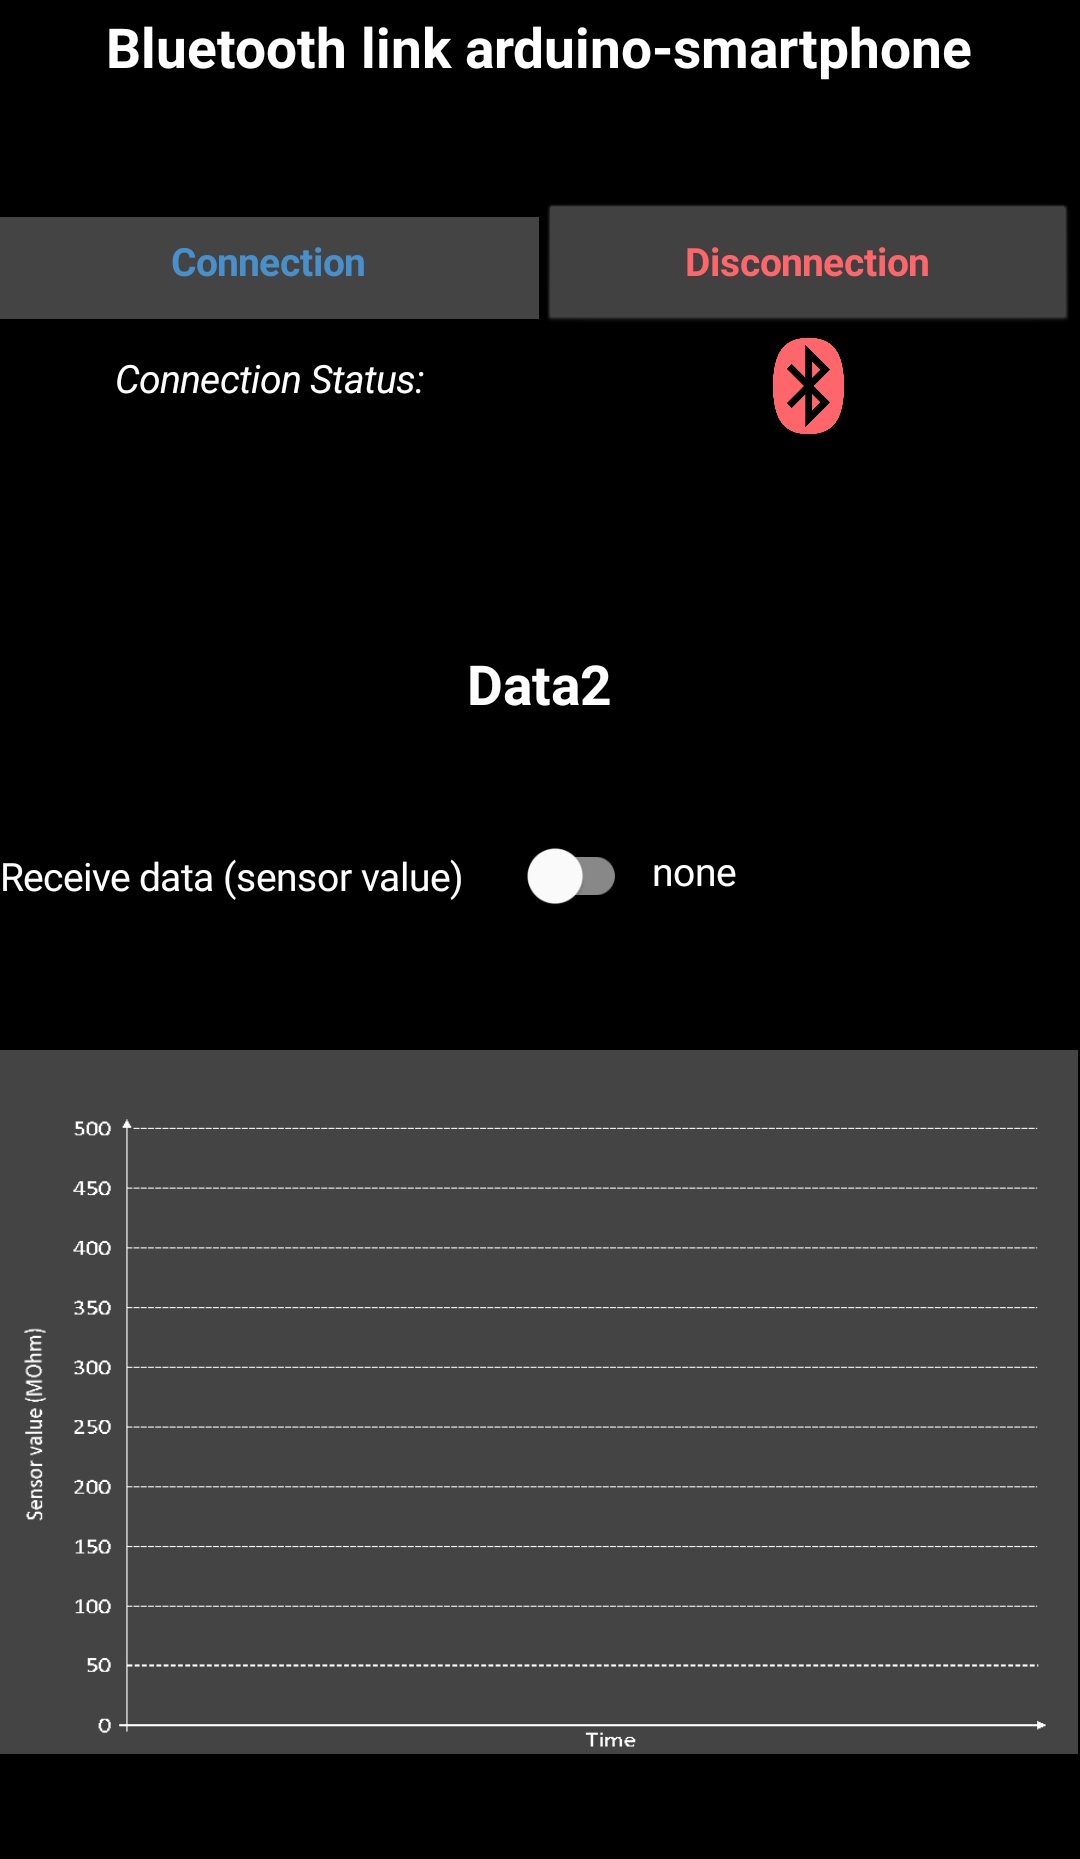 Bluetooth link arduino-smartphone
Connection
Disconnection
Connection Status:
Data2
Receive data (sensor value)
none
500
450
400
350
300
250
200
150
100
50
0
Sensor value (MOhm)
Time